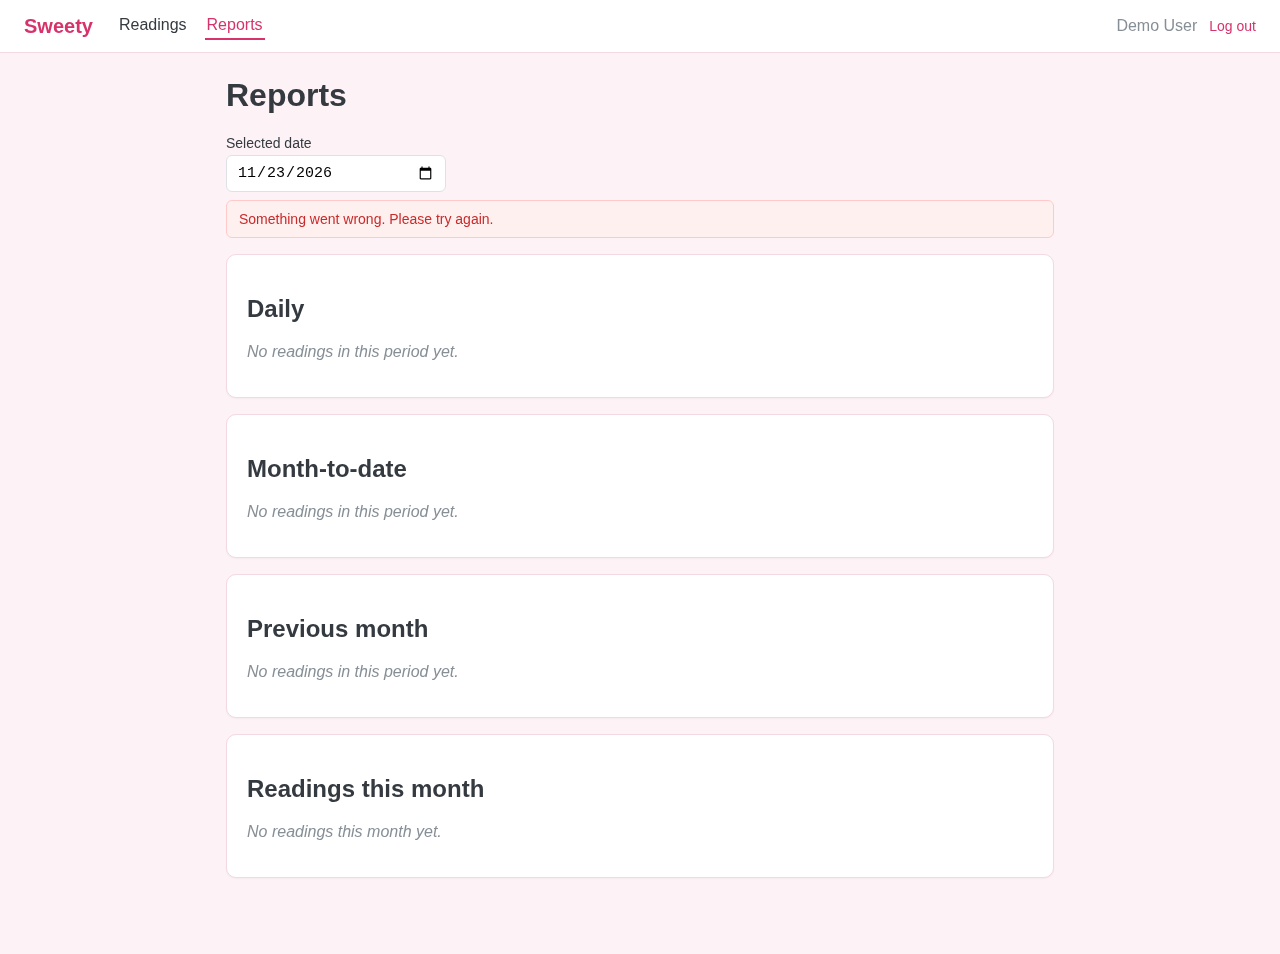 Sweety Readings Reports Demo User Log out
Reports
Selected date
11/23/2026
Something went wrong. Please try again.
Daily
No readings in this period yet.
Month-to-date
No readings in this period yet.
Previous month
No readings in this period yet.
Readings this month
No readings this month yet.